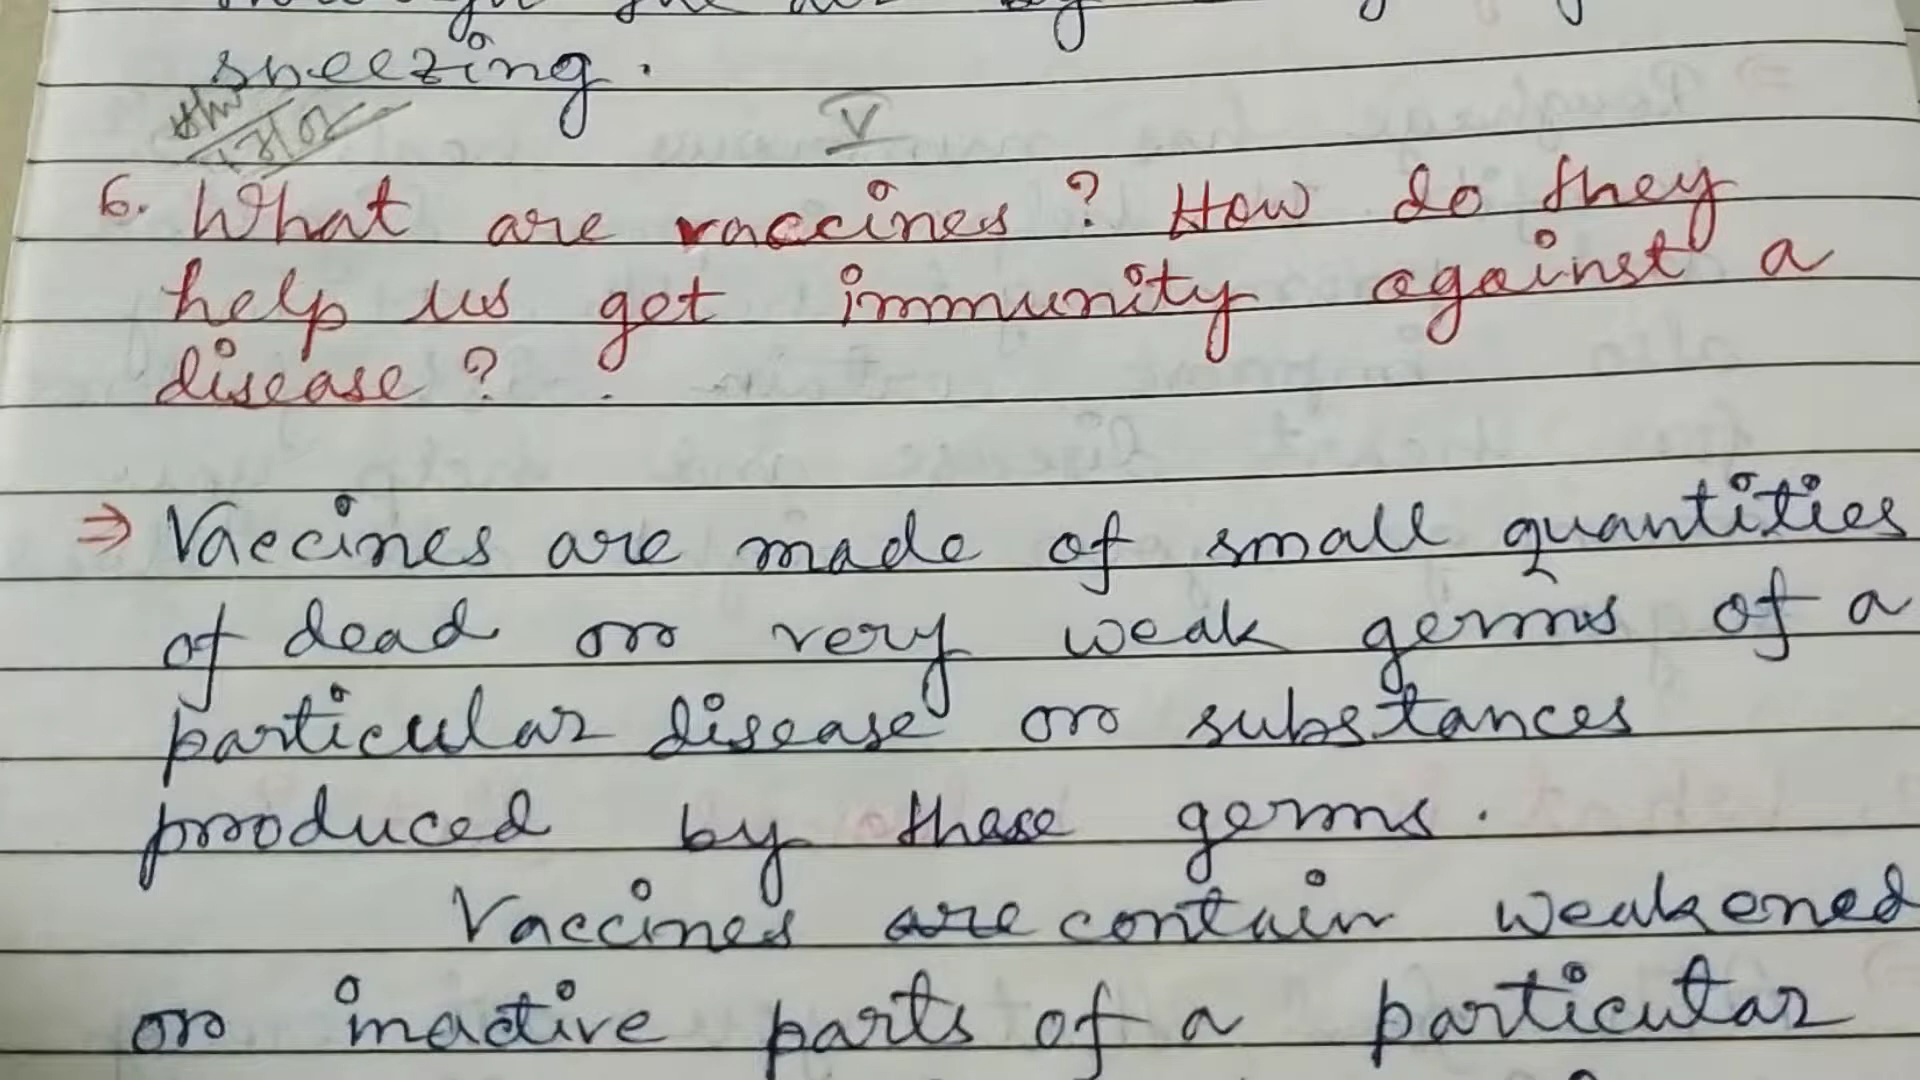 sneezing.
V
6. What are vaccines? How do they
help us get immunity against a
disease?
⇒ Vaccines are made of small quantities
of dead or very weak germs of a
particular disease or substances
produced by these germs.
Vaccines are contain weakened
or inactive parts of a particular